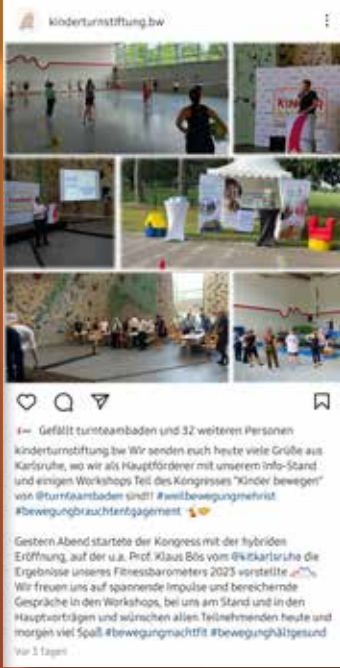 kinderturnstiftung.bw
KINDER
Gefällt turnteambaden und 32 weiteren Personen
kinderturnstiftung.bw Wir senden euch heute viele Grüße aus
Karlsruhe, wo wir als Hauptförderer mit unserem Info-Stand
und einigen Workshops Teil des Kongresses "Kinder bewegen"
von @turnteambaden sind!! #weilbewegungmehrist
#bewegungbrauchtentgagement
Gestern Abend startete der Kongress mit der hybriden
Eröffnung, auf der u.a. Prof. Klaus Bös vom @kitkarlsruhe die
Ergebnisse unseres Fitnessbarometers 2023 vorstellte
Wir freuen uns auf spannende Impulse und bereichernde
Gespräche in den Workshops, bei uns am Stand und in den
Hauptvorträgen und wünschen allen Teilnehmenden heute und
morgen viel Spaß #bewegungmachtfit #bewegunghältgesund
Vor 3 Tagen